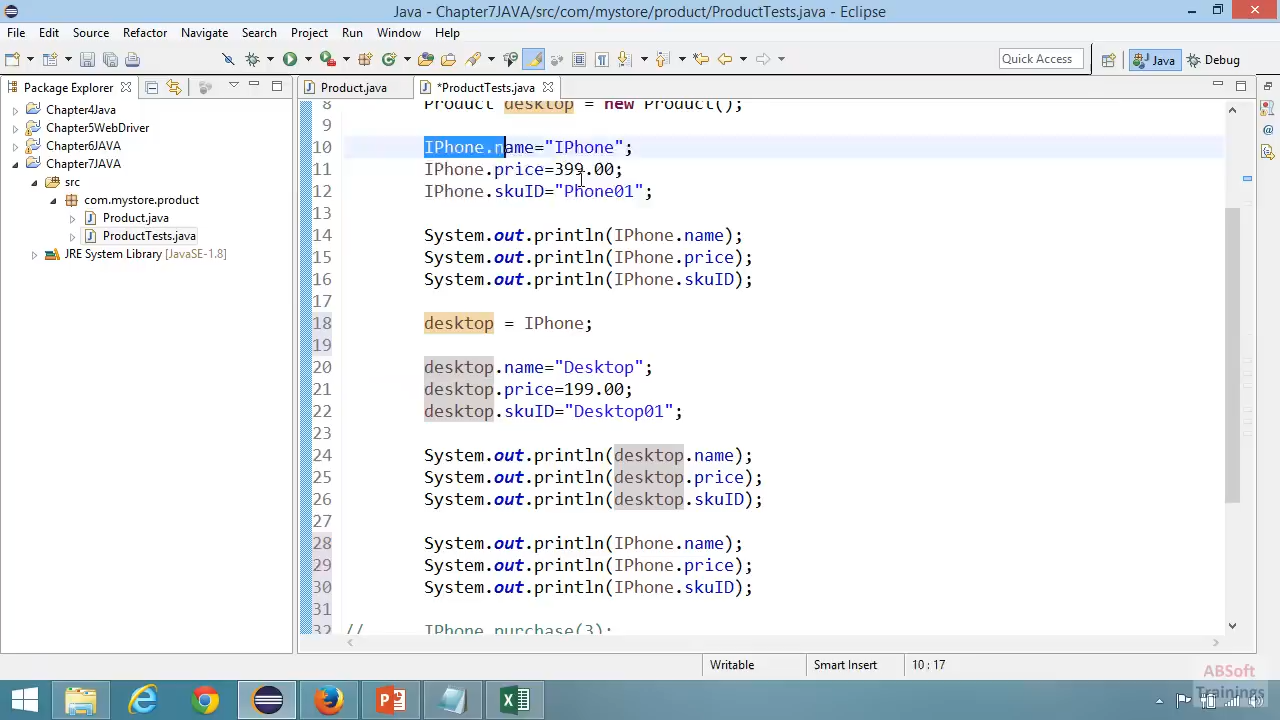 Java - Chapter7JAVA/src/com/mystore/product/ProductTests.java - Eclipse
File Edit Source Refactor Navigate Search Project Run Window Help
Quick Access Java Debug
Package Explorer
Product.java
*ProductTests.java
Chapter4Java
Chapter5WebDriver
Chapter6JAVA
Chapter7JAVA
src
com.mystore.product
Product.java
ProductTests.java
JRE System Library [JavaSE-1.8]
8 Product desktop = new Product();
9
10 IPhone.name="IPhone";
11 IPhone.price=399.00;
12 IPhone.skuID="Phone01";
13
14 System.out.println(IPhone.name);
15 System.out.println(IPhone.price);
16 System.out.println(IPhone.skuID);
17
18 desktop = IPhone;
19
20 desktop.name="Desktop";
21 desktop.price=199.00;
22 desktop.skuID="Desktop01";
23
24 System.out.println(desktop.name);
25 System.out.println(desktop.price);
26 System.out.println(desktop.skuID);
27
28 System.out.println(IPhone.name);
29 System.out.println(IPhone.price);
30 System.out.println(IPhone.skuID);
31
32 // IPhone.purchase(3);
Writable Smart Insert 10 : 17
ABSoft
Trainings